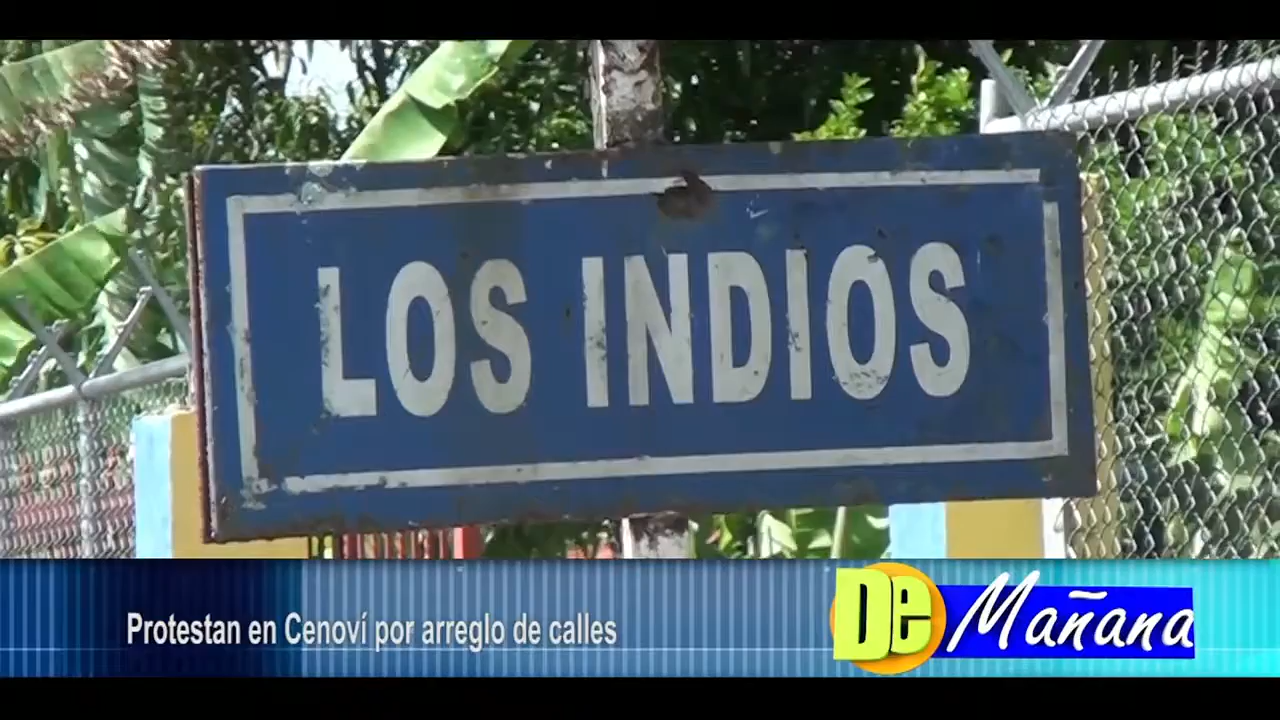 LOS INDIOS
Protestan en Cenoví por arreglo de calles
De Mañana